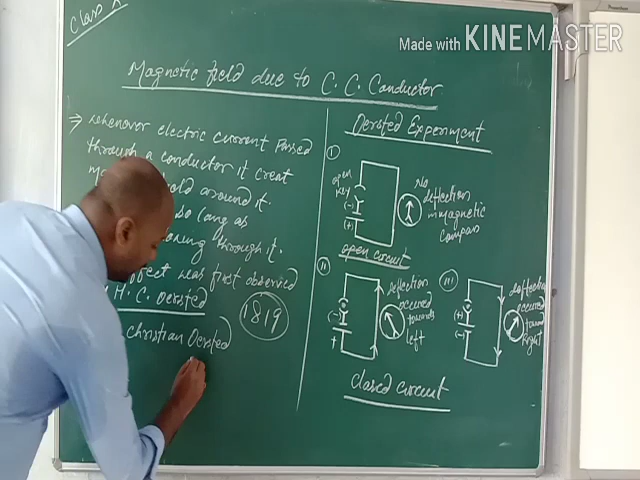 Made with KINEMASTER
Class X
Magnetic field due to C. C. Conductor
⇒ Whenover electric current Passed
through a conductor it creat
around it.
so long as
through it.
effect was first observed
H. C. Oersted
1819
Christian Oersted
Oersted Experiment
I)
open
key
(-)
(+)
No
deflection
in magnetic
compass
open circuit
II)
(-)
+
deflection
occured
towards
left
III)
(+)
(-)
deflection
occured
toward
Right
closed circuit